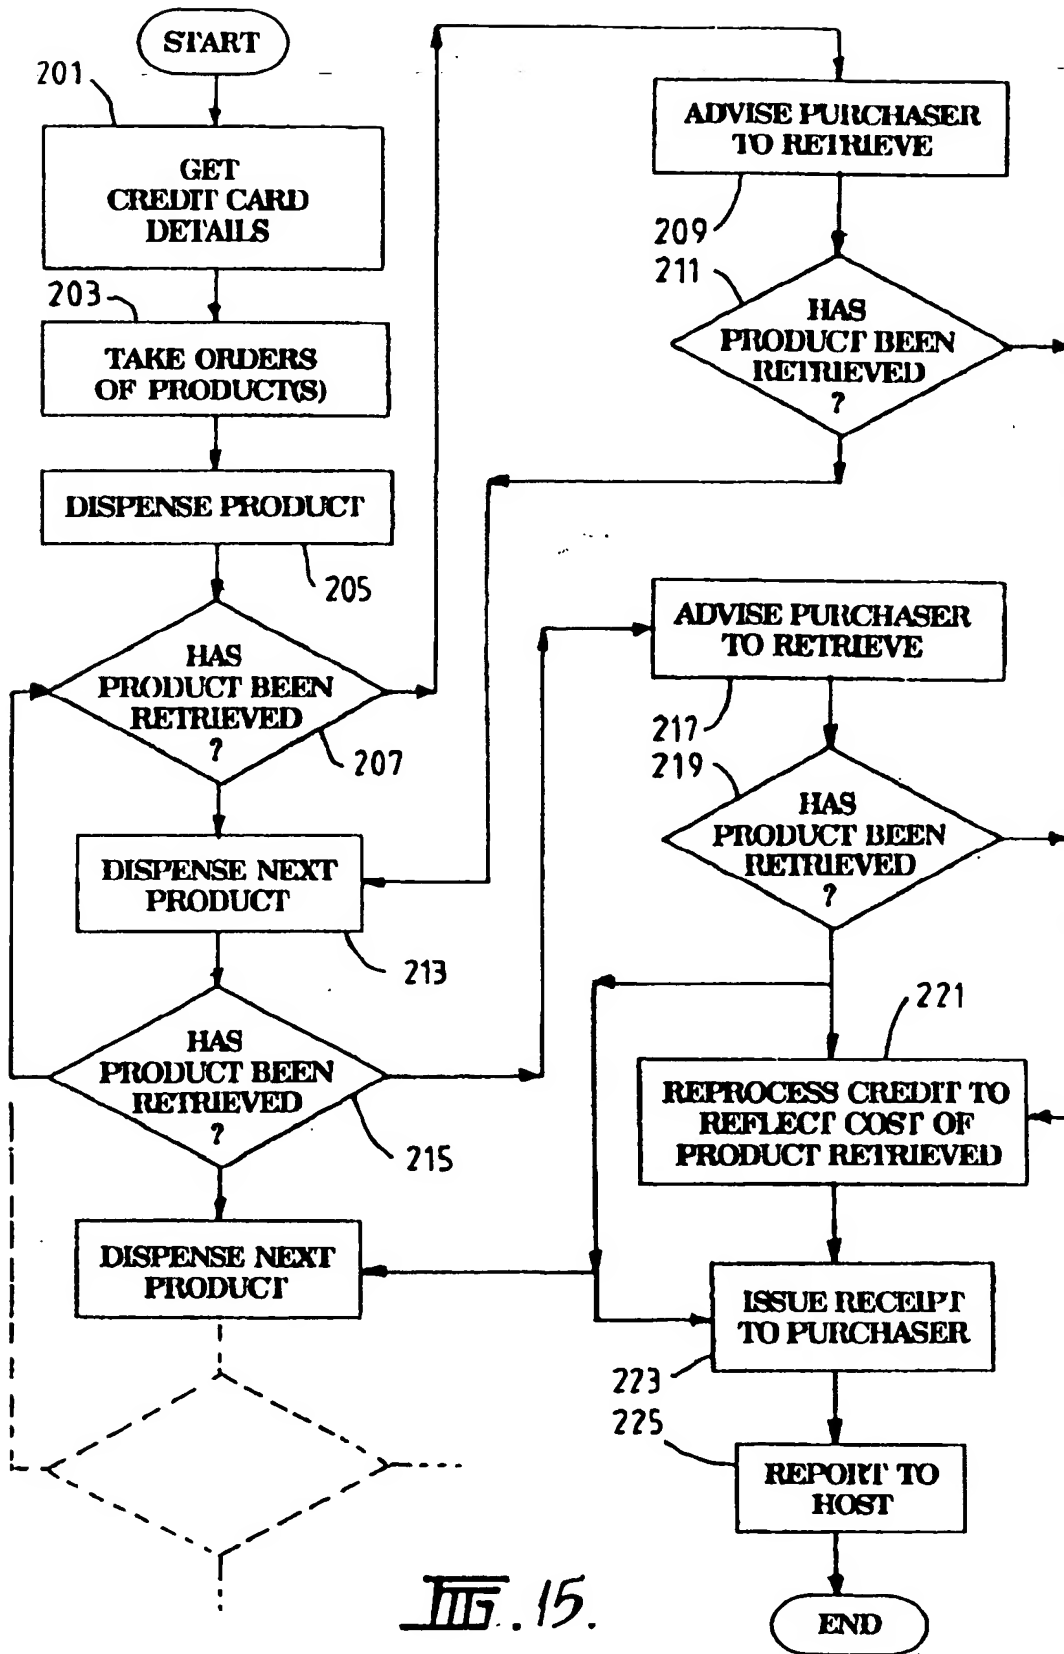 START
201
GET
CREDIT CARD
DETAILS
203
TAKE ORDERS
OF PRODUCT(S)
DISPENSE PRODUCT
205
HAS
PRODUCT BEEN
RETRIEVED
?
207
DISPENSE NEXT
PRODUCT
213
HAS
PRODUCT BEEN
RETRIEVED
?
215
DISPENSE NEXT
PRODUCT
ADVISE PURCHASER
TO RETRIEVE
209
211
HAS
PRODUCT BEEN
RETRIEVED
?
ADVISE PURCHASER
TO RETRIEVE
217
219
HAS
PRODUCT BEEN
RETRIEVED
?
221
REPROCESS CREDIT TO
REFLECT COST OF
PRODUCT RETRIEVED
ISSUE RECEIPT
TO PURCHASER
223
225
REPORT TO
HOST
END
FIG. 15.